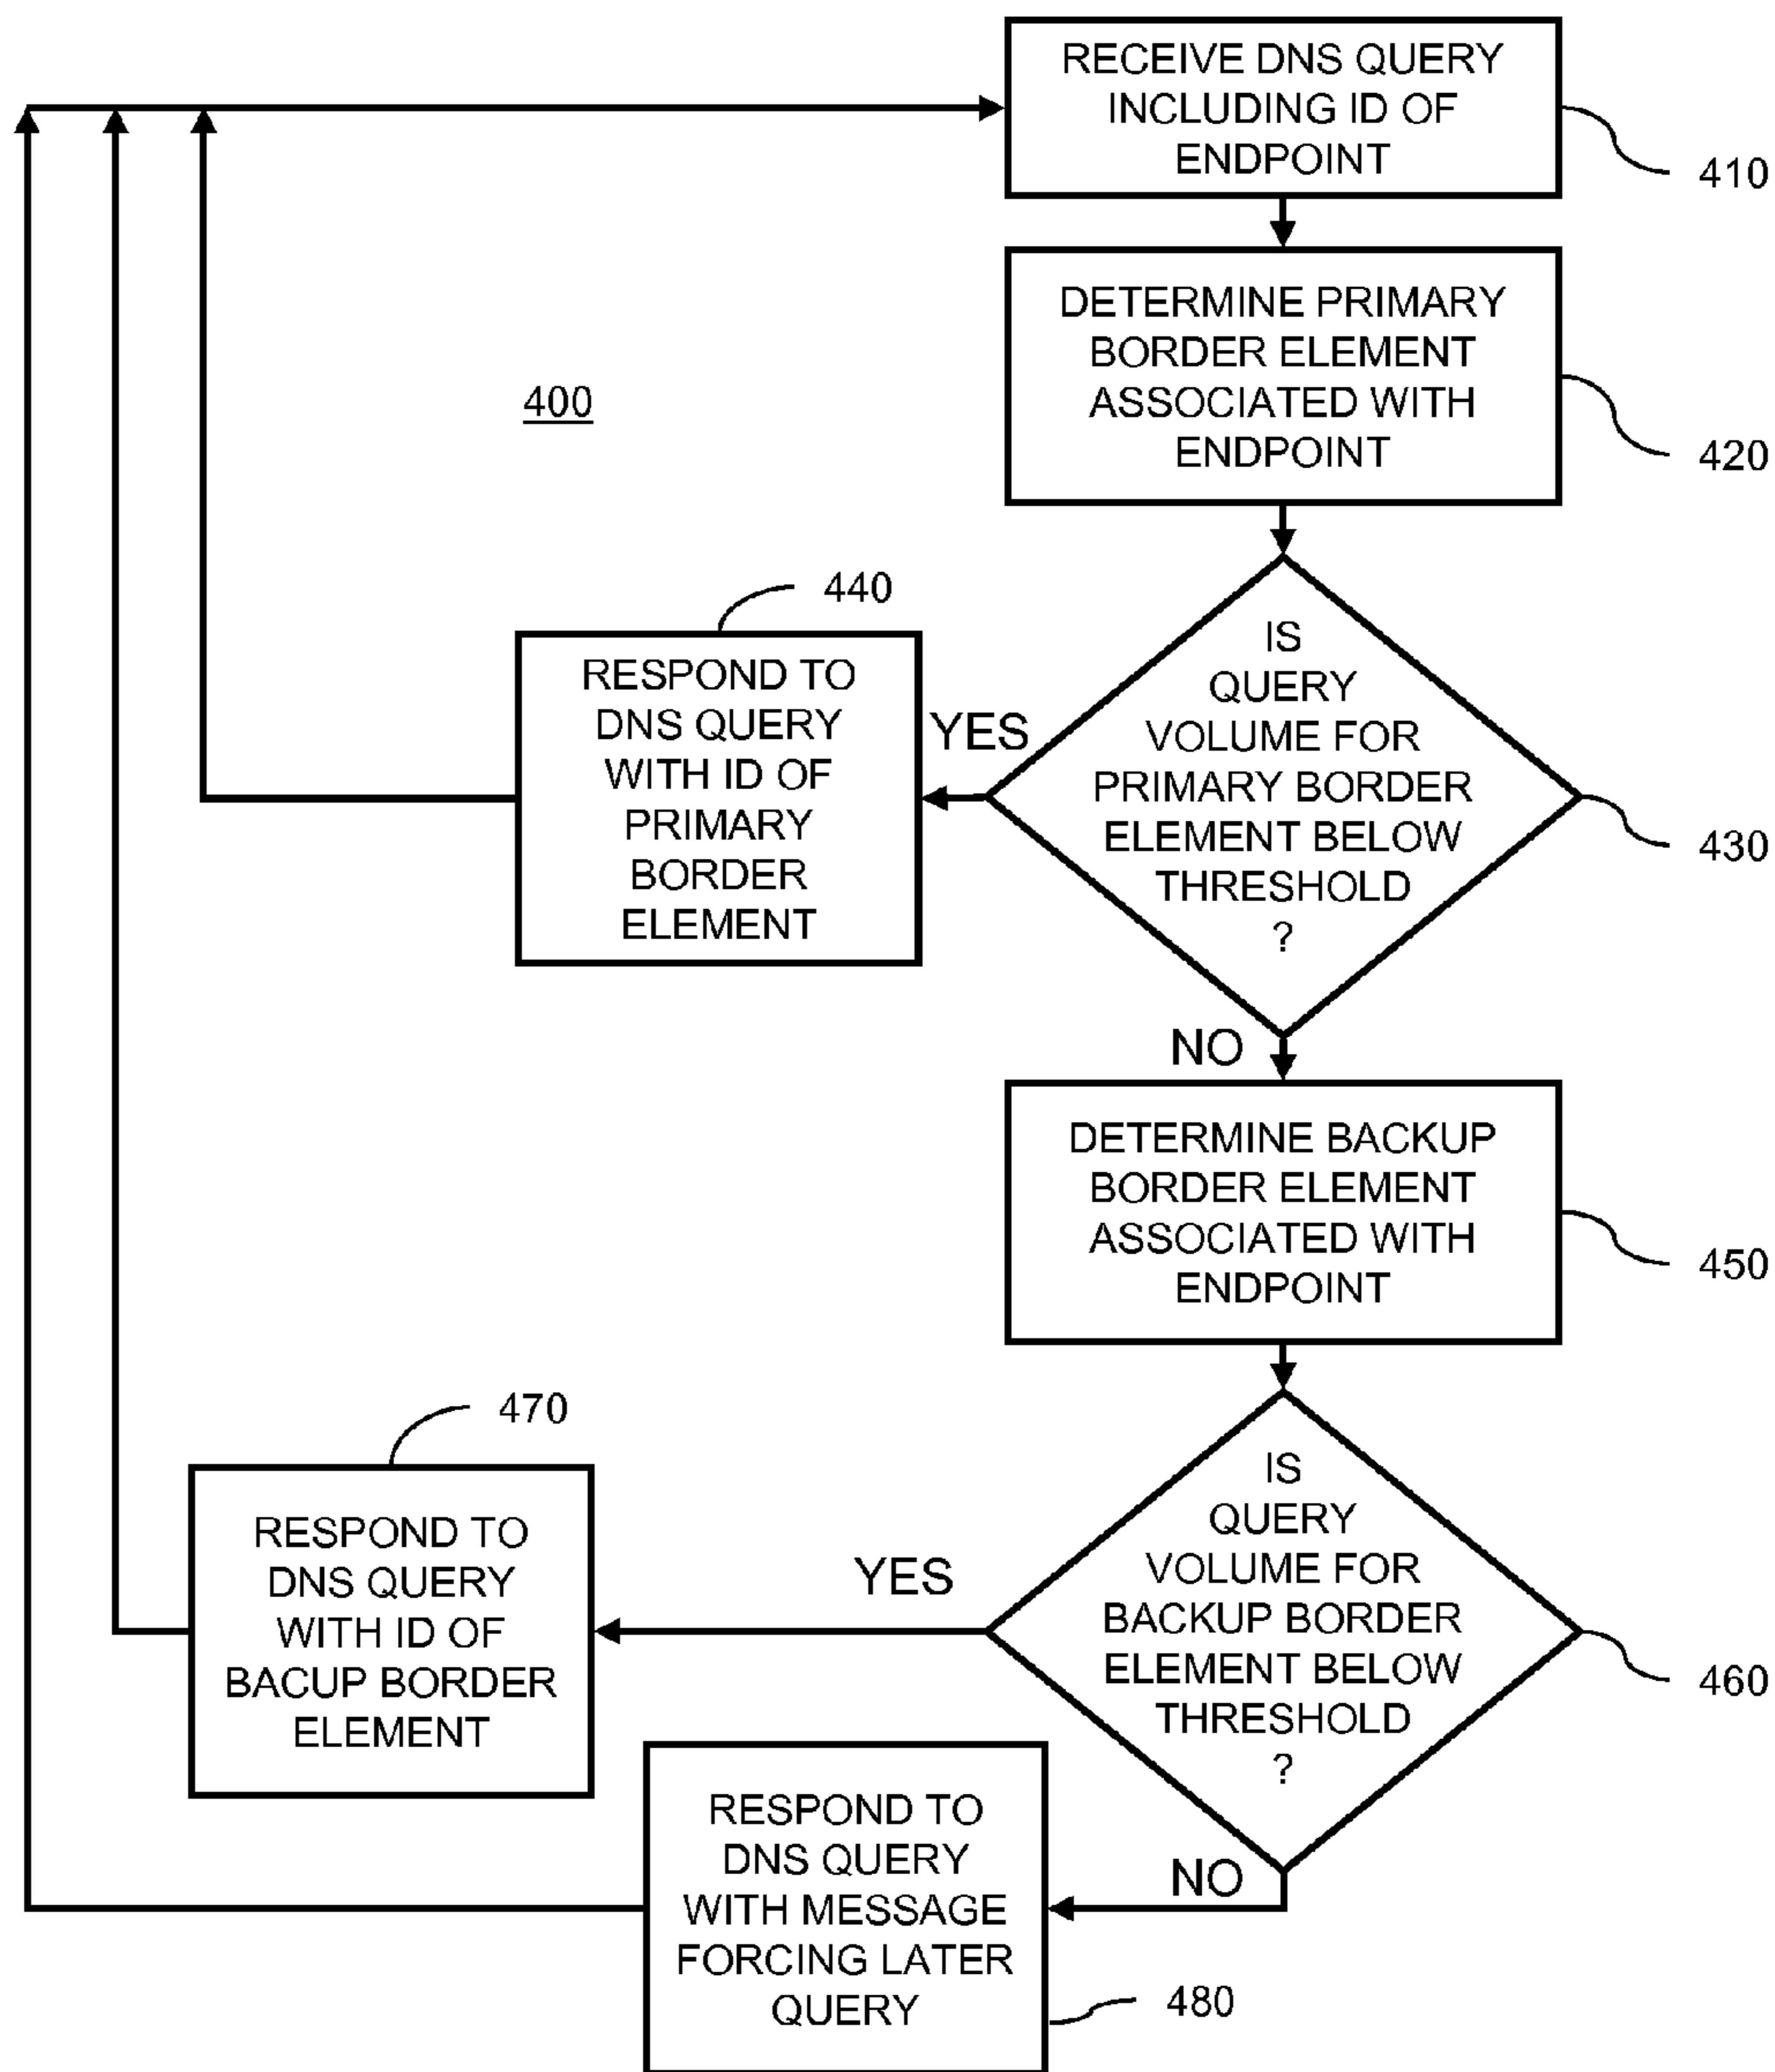 RECEIVE DNS QUERY
INCLUDING ID OF
ENDPOINT
410
DETERMINE PRIMARY
BORDER ELEMENT
ASSOCIATED WITH
ENDPOINT
420
400
440
RESPOND TO
DNS QUERY
WITH ID OF
PRIMARY
BORDER
ELEMENT
YES
IS
QUERY
VOLUME FOR
PRIMARY BORDER
ELEMENT BELOW
THRESHOLD
?
430
NO
DETERMINE BACKUP
BORDER ELEMENT
ASSOCIATED WITH
ENDPOINT
450
470
RESPOND TO
DNS QUERY
WITH ID OF
BACUP BORDER
ELEMENT
YES
IS
QUERY
VOLUME FOR
BACKUP BORDER
ELEMENT BELOW
THRESHOLD
?
460
NO
RESPOND TO
DNS QUERY
WITH MESSAGE
FORCING LATER
QUERY
480